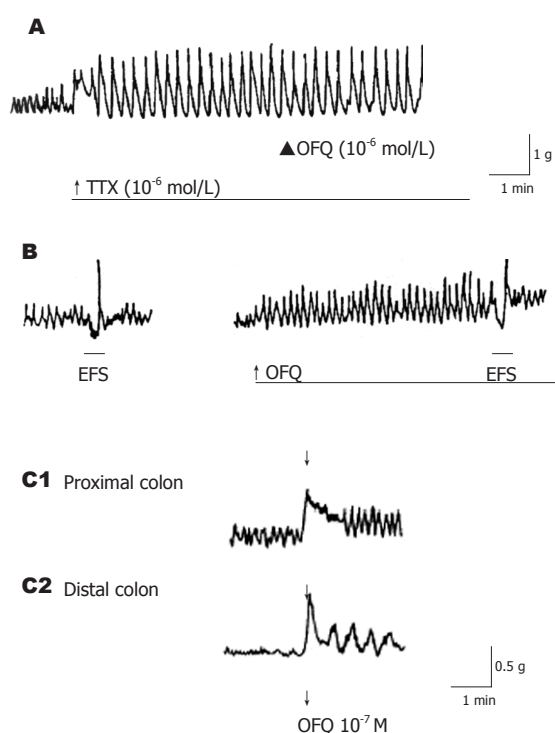 A
▲OFQ (10⁻⁶ mol/L)
1 g
1 min
↑ TTX (10⁻⁶ mol/L)
B
EFS
↑ OFQ
EFS
C1 Proximal colon
C2 Distal colon
0.5 g
1 min
OFQ 10⁻⁷ M